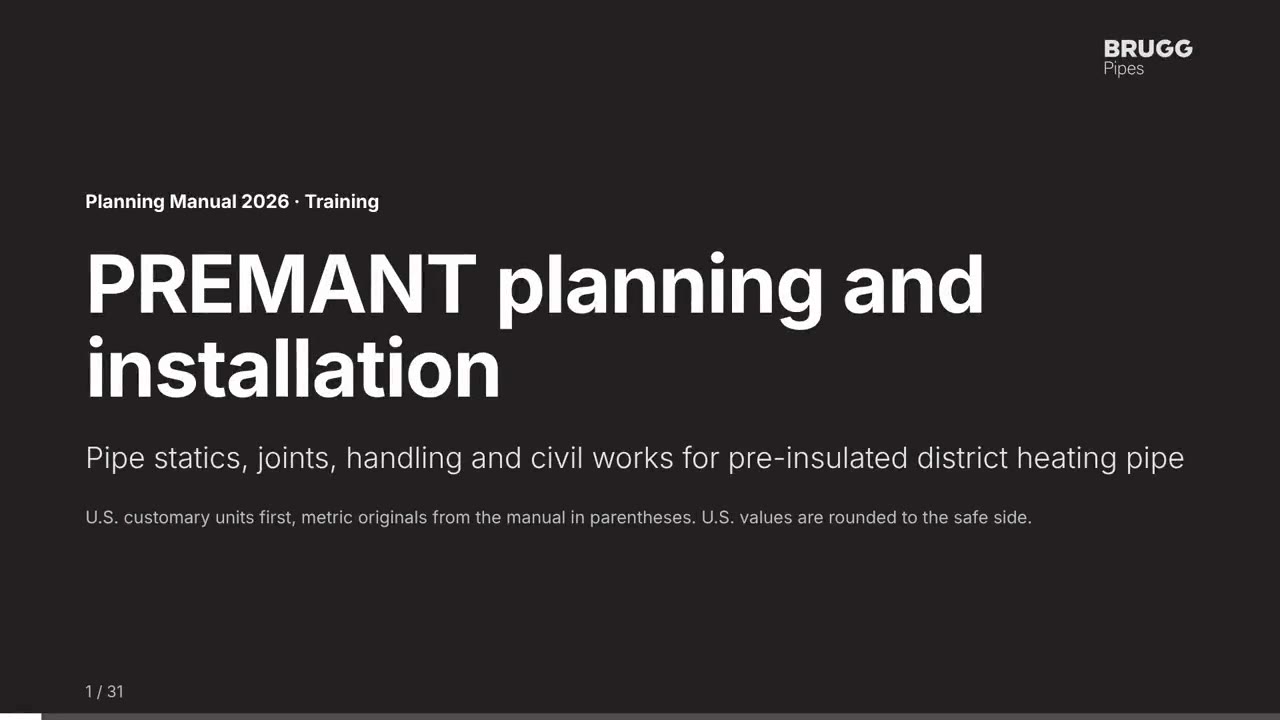 BRUGG
Pipes
Planning Manual 2026 · Training
PREMANT planning and
installation
Pipe statics, joints, handling and civil works for pre-insulated district heating pipe
U.S. customary units first, metric originals from the manual in parentheses. U.S. values are rounded to the safe side.
1 / 31